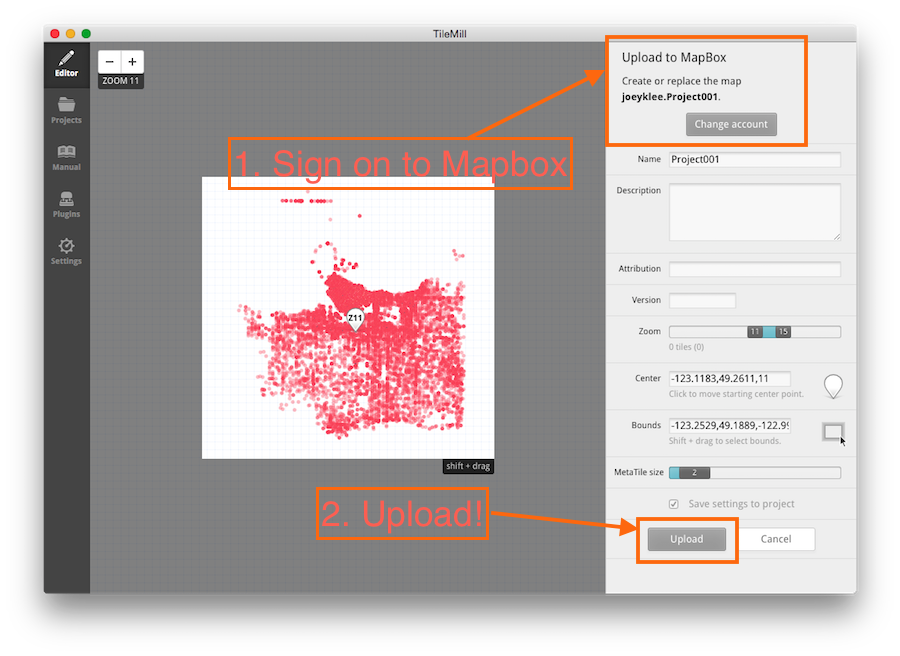 TileMill
Editor
Projects
Manual
Plugins
Settings
− +
ZOOM 11
1. Sign on to Mapbox
Z11
shift + drag
2. Upload!
Upload to MapBox
Create or replace the map
joeyklee.Project001.
Change account
Name Project001
Description
Attribution
Version
Zoom 11 15
0 tiles (0)
Center -123.1183,49.2611,11
Click to move starting center point.
Bounds -123.2529,49.1889,-122.99
Shift + drag to select bounds.
MetaTile size 2
Save settings to project
Upload Cancel